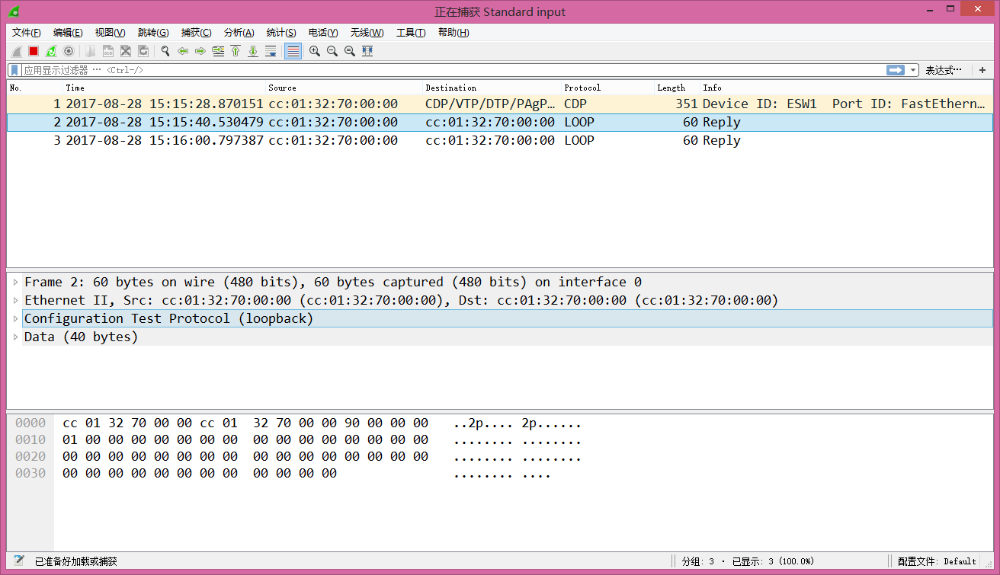 正在捕获 Standard input
文件(F) 编辑(E) 视图(V) 跳转(G) 捕获(C) 分析(A) 统计(S) 电话(Y) 无线(W) 工具(T) 帮助(H)
应用显示过滤器 … <Ctrl-/> 表达式… +
No. Time Source Destination Protocol Length Info
1 2017-08-28 15:15:28.870151 cc:01:32:70:00:00 CDP/VTP/DTP/PAgP… CDP 351 Device ID: ESW1 Port ID: FastEthern…
2 2017-08-28 15:15:40.530479 cc:01:32:70:00:00 cc:01:32:70:00:00 LOOP 60 Reply
3 2017-08-28 15:16:00.797387 cc:01:32:70:00:00 cc:01:32:70:00:00 LOOP 60 Reply
Frame 2: 60 bytes on wire (480 bits), 60 bytes captured (480 bits) on interface 0
Ethernet II, Src: cc:01:32:70:00:00 (cc:01:32:70:00:00), Dst: cc:01:32:70:00:00 (cc:01:32:70:00:00)
Configuration Test Protocol (loopback)
Data (40 bytes)
0000 cc 01 32 70 00 00 cc 01 32 70 00 00 90 00 00 00 ..2p.... 2p......
0010 01 00 00 00 00 00 00 00 00 00 00 00 00 00 00 00 ........ ........
0020 00 00 00 00 00 00 00 00 00 00 00 00 00 00 00 00 ........ ........
0030 00 00 00 00 00 00 00 00 00 00 00 00 ........ ....
已准备好加载或捕获 分组: 3 · 已显示: 3 (100.0%) 配置文件: Default